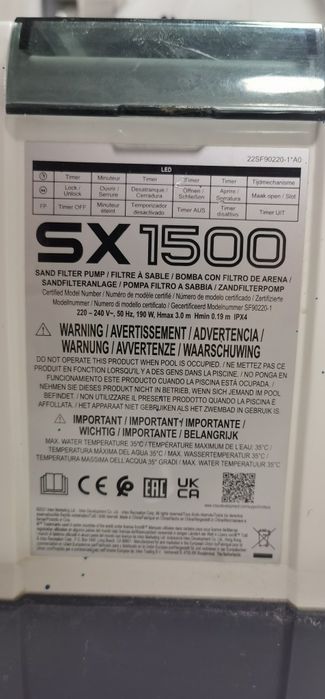 22SF90220-1*A0
LED
Timer Minuteur Timer Timer Timer Tijdmechanisme
Lock / Unlock Ouvrir / Serrure Desatranque / Cerradura Öffnen / Schließen Aprire / Serratura Maak open / Slot
FP Timer OFF Minuteur éteint Temporizador desactivado Timer AUS Timer disattivo Timer UIT
SX1500
SAND FILTER PUMP / FILTRE À SABLE / BOMBA CON FILTRO DE ARENA /
SANDFILTERANLAGE / POMPA FILTRO A SABBIA / ZANDFILTERPOMP
Certified Model Number / Numéro de modèle certifié / Número de modelo certificado / Zertifizierte
Modelnummer / Numero di modello certificato / Gecertificeerd Modelnummer SF90220-1
220 – 240 V~, 50 Hz, 190 W, Hmax 3.0 m Hmin 0.19 m IPX4
WARNING / AVERTISSEMENT / ADVERTENCIA /
WARNUNG / AVVERTENZE / WAARSCHUWING
DO NOT OPERATE THIS PRODUCT WHEN POOL IS OCCUPIED. / NE METTEZ PAS CE
PRODUIT EN FONCTION LORSQU'IL Y A DES GENS DANS LA PISCINE. / NO PONGA EN
FUNCIONAMIENTO ESTE PRODUCTO CUANDO LA PISCINA ESTÁ OCUPADA. /
NEHMEN SIE DIESES PRODUKT NICHT IN BETRIEB, WENN SICH JEMAND IM POOL
BEFINDET. / NON UTILIZZARE IL PRESENTE PRODOTTO QUANDO LA PISCINA È
AFFOLLATA. / HET APPARAAT NIET GEBRUIKEN ALS HET ZWEMBAD IN GEBRUIK IS.
IMPORTANT / IMPORTANT / IMPORTANTE /
WICHTIG / IMPORTANTE / BELANGRIJK
MAX. WATER TEMPERATURE 35°C / TEMPÉRATURE MAXIMUM DE L'EAU: 35°C /
TEMPERATURA MÁXIMA DEL AGUA 35°C / MAX. WASSERTEMPERATUR 35°C /
TEMPERATURA MASSIMA DELL'ACQUA 35° GRADI / MAX. WATERTEMPERATUUR 35°C
CE EAC UK
CA